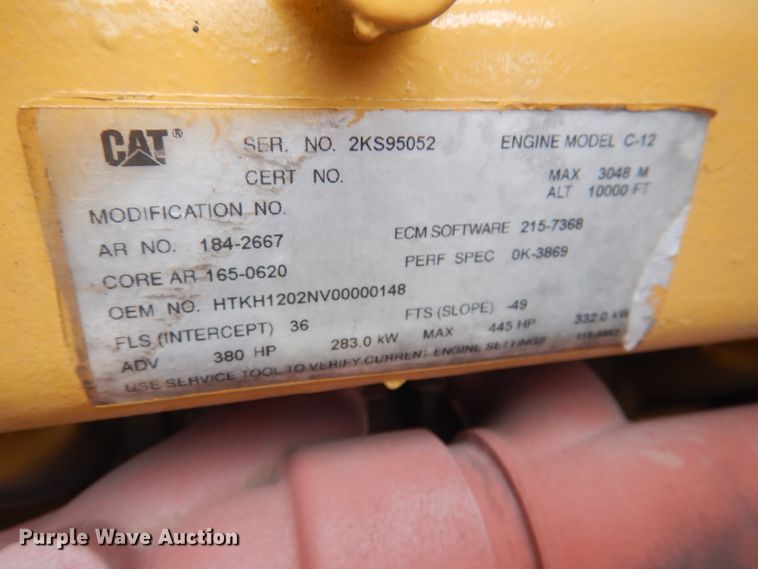 CAT® SER. NO. 2KS95052 ENGINE MODEL C-12
CERT NO. MAX 3048 M
ALT 10000 FT
MODIFICATION NO.
AR NO. 184-2667 ECM SOFTWARE 215-7368
CORE AR 165-0620 PERF SPEC 0K-3869
OEM NO. HTKH1202NV00000148
FLS (INTERCEPT) 36 FTS (SLOPE) -49
ADV 380 HP 283.0 kW MAX 445 HP 332.0 kW
USE SERVICE TOOL TO VERIFY CURRENT ENGINE SETTINGS
Purple Wave Auction